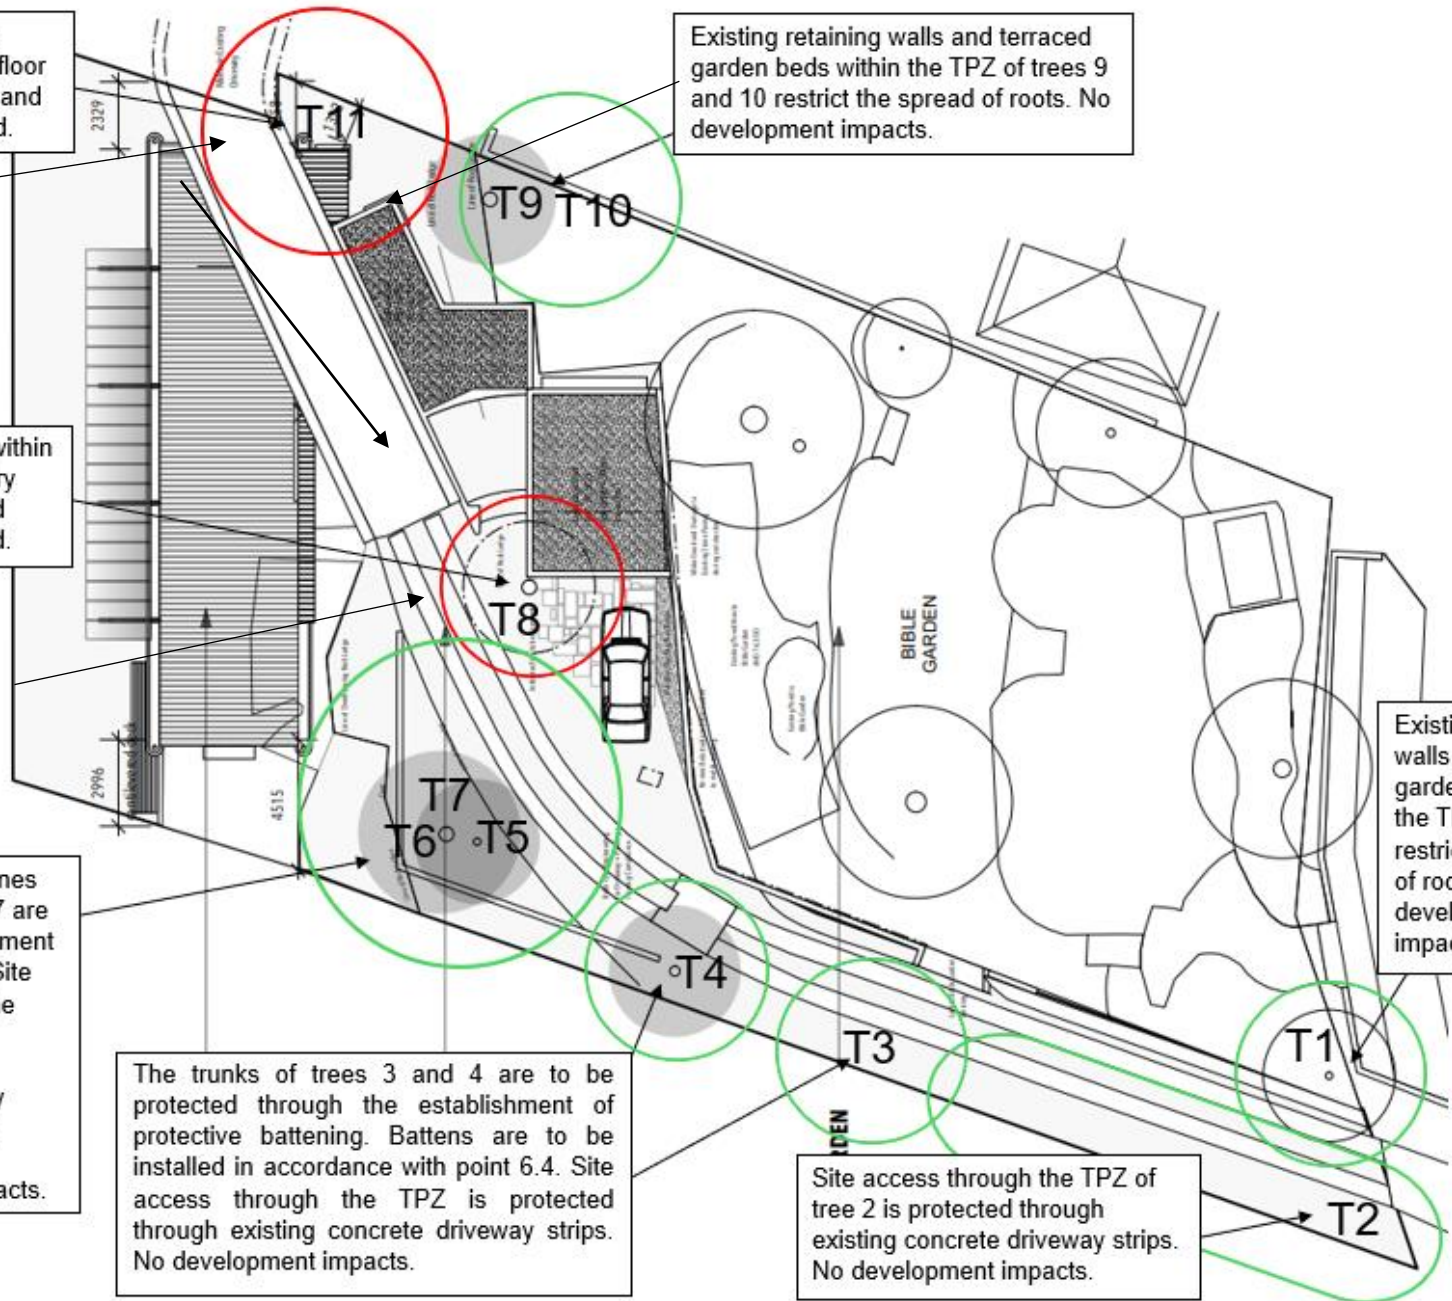 floor
and
d.
Existing retaining walls and terraced
garden beds within the TPZ of trees 9
and 10 restrict the spread of roots. No
development impacts.
2329
T11
T9
T10
within
ry
d
d.
T8
BIBLE
GARDEN
2996
4515
T7
T6
T5
T4
T3
T1
T2
Existi
walls
garde
the T
restric
of roo
devel
impac
nes
7 are
ment
Site
ne
y
acts.
The trunks of trees 3 and 4 are to be
protected through the establishment of
protective battening. Battens are to be
installed in accordance with point 6.4. Site
access through the TPZ is protected
through existing concrete driveway strips.
No development impacts.
RDEN
Site access through the TPZ of
tree 2 is protected through
existing concrete driveway strips.
No development impacts.